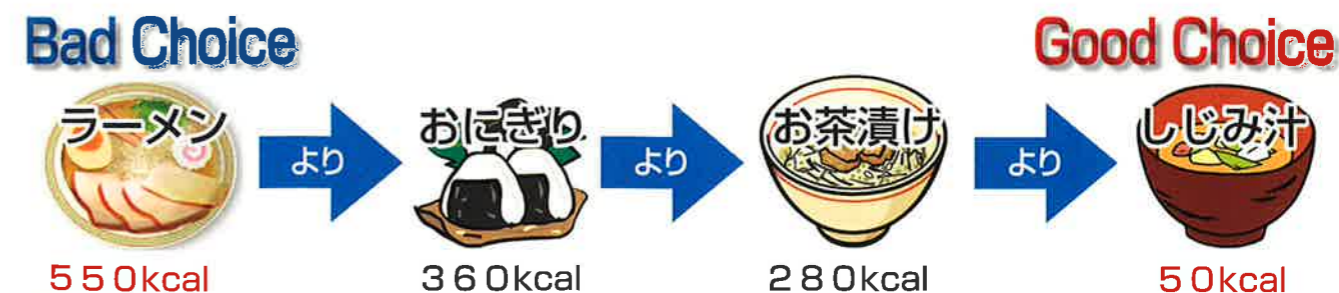 Bad Choice
Good Choice
ラーメン
より
おにぎり
より
お茶漬け
より
しじみ汁
550kcal
360kcal
280kcal
50kcal